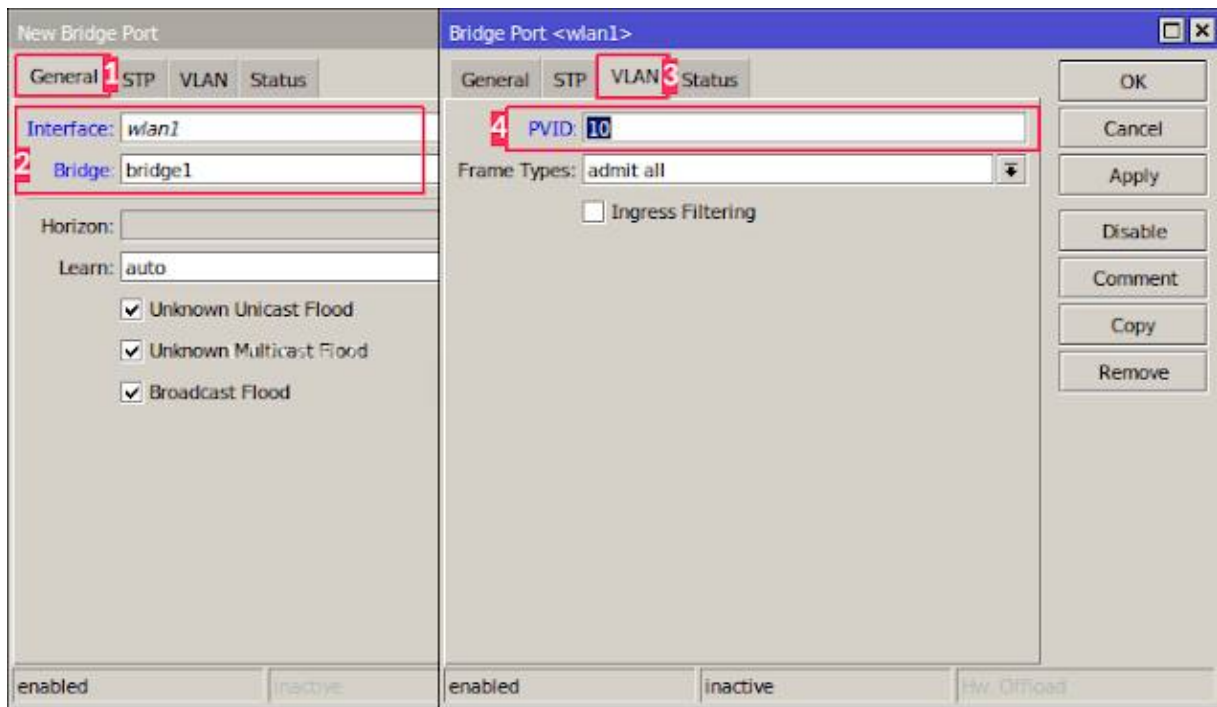 New Bridge Port
General 1 STP VLAN Status
Interface: wlan1
2
Bridge: bridge1
Horizon:
Learn: auto
Unknown Unicast Flood
Unknown Multicast Flood
Broadcast Flood
enabled inactive
Bridge Port <wlan1>
General STP VLAN 3 Status
4 PVID: 10
Frame Types: admit all
Ingress Filtering
OK
Cancel
Apply
Disable
Comment
Copy
Remove
enabled inactive Hw. Offload